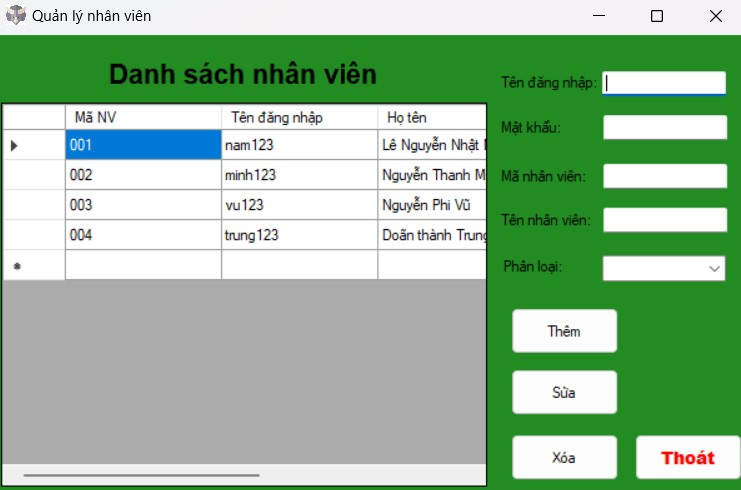 Quản lý nhân viên
Danh sách nhân viên
Mã NV Tên đăng nhập Họ tên
001 nam123 Lê Nguyễn Nhật
002 minh123 Nguyễn Thanh M
003 vu123 Nguyễn Phi Vũ
004 trung123 Doãn thành Trung
Tên đăng nhập:
Mật khẩu:
Mã nhân viên:
Tên nhân viên:
Phân loại:
Thêm
Sửa
Xóa Thoát